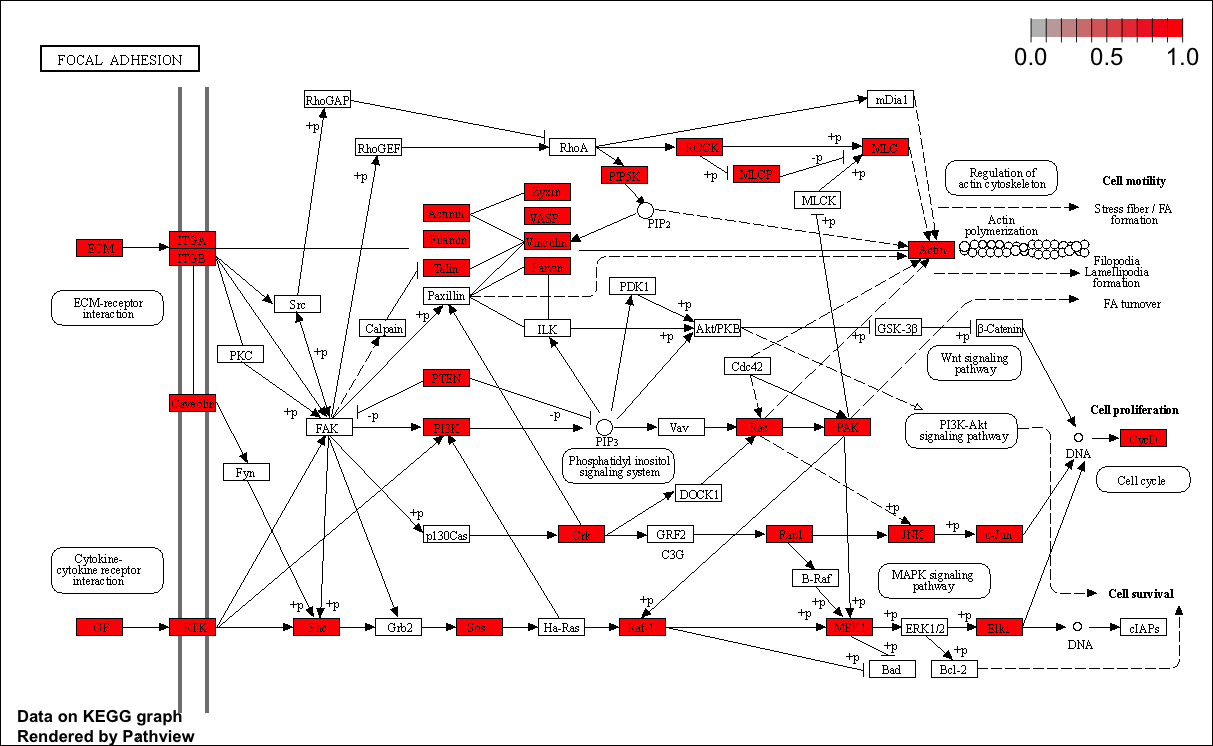 FOCAL ADHESION
0.0 0.5 1.0
RhoGAP
mDia1
+p
RhoGEF
RhoA
ROCK
+p
MLC
+p
PIP5K
+p
MLCP
-p
+p
MLCK
Regulation of
actin cytoskeleton
Cell motility
Zyxin
Actinin
VASP
PIP2
+p
Stress fiber / FA
formation
ITGA
ECM
Filamin
Vinculin
Actin
Actin
polymerization
ITGB
Talin
Parvin
Filopodia
Lamellipodia
formation
Paxillin
PDK1
FA turnover
ECM-receptor
interaction
Src
+p
+p
+p
Calpain
ILK
Akt/PKB
GSK-3β
+p
β-Catenin
+p
PKC
+p
Cdc42
Wnt signaling
pathway
PTEN
Caveolin
+p
-p
-p
Cell proliferation
FAK
PI3K
PIP3
Vav
Rac
PAK
PI3K-Akt
signaling pathway
CycD
DNA
Fyn
Phosphatidyl inositol
signaling system
Cell cycle
DOCK1
+p
+p
p130Cas
Crk
GRF2
Rap1
JNK
+p
c-Jun
C3G
Cytokine-
cytokine receptor
interaction
B-Raf
MAPK signaling
pathway
Cell survival
+p
+p
+p
+p
+p
+p
GF
RTK
Shc
Grb2
Sos
Ha-Ras
Raf-1
MEK1
+p
ERK1/2
+p
Elk1
DNA
cIAPs
+p
+p
+p
Bad
Bcl-2
Data on KEGG graph
Rendered by Pathview